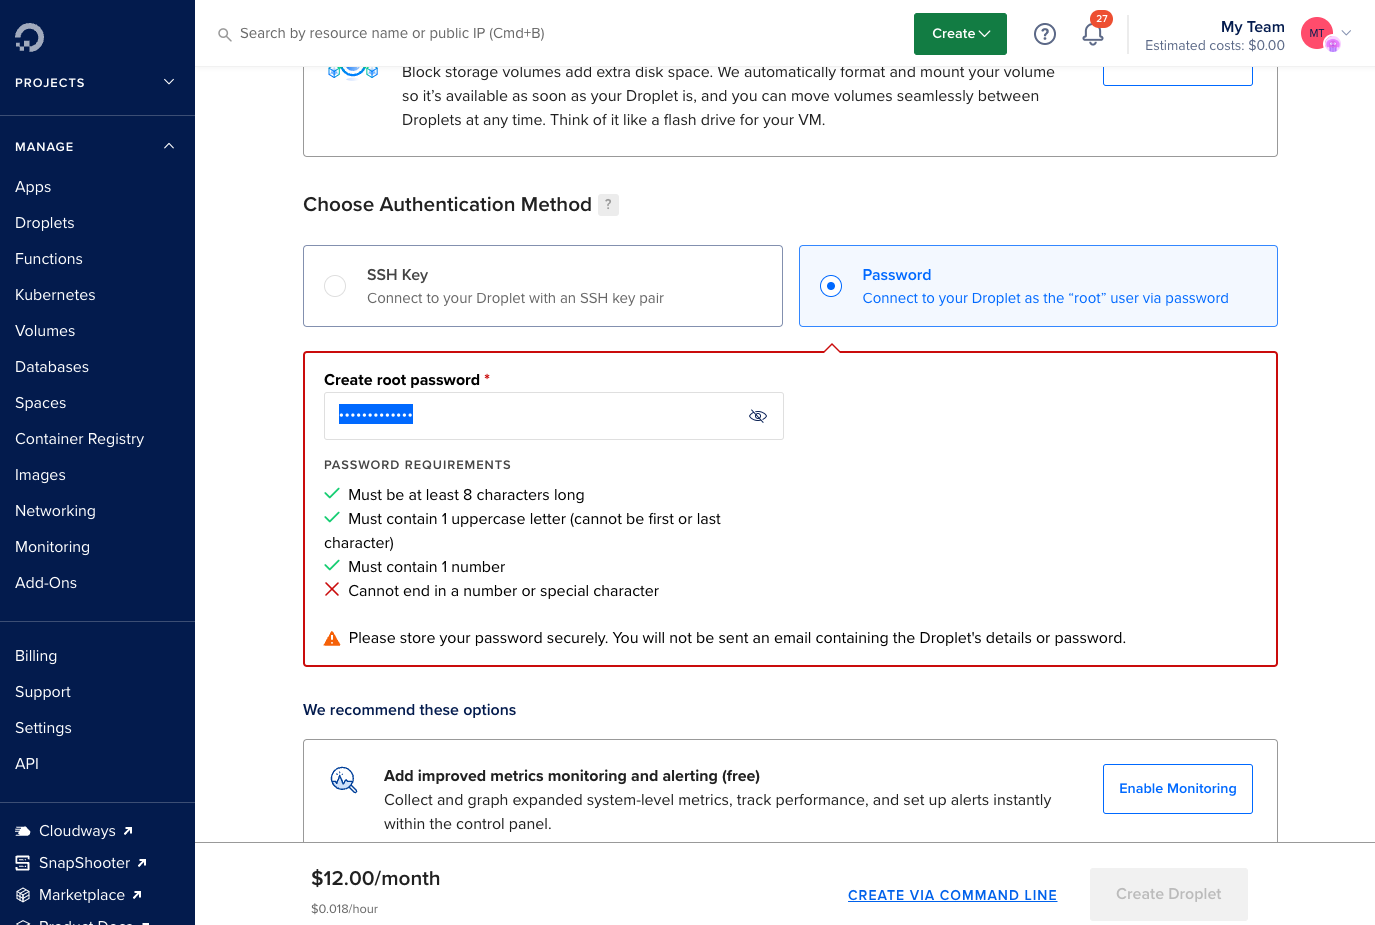 Search by resource name or public IP (Cmd+B)
Create
?
27
My Team
Estimated costs: $0.00
MT
PROJECTS
MANAGE
Apps
Droplets
Functions
Kubernetes
Volumes
Databases
Spaces
Container Registry
Images
Networking
Monitoring
Add-Ons
Billing
Support
Settings
API
Cloudways
SnapShooter
Marketplace
Product Docs
Block storage volumes add extra disk space. We automatically format and mount your volume
so it’s available as soon as your Droplet is, and you can move volumes seamlessly between
Droplets at any time. Think of it like a flash drive for your VM.
Choose Authentication Method ?
SSH Key
Connect to your Droplet with an SSH key pair
Password
Connect to your Droplet as the “root” user via password
Create root password *
•••••••••••••
PASSWORD REQUIREMENTS
Must be at least 8 characters long
Must contain 1 uppercase letter (cannot be first or last
character)
Must contain 1 number
Cannot end in a number or special character
Please store your password securely. You will not be sent an email containing the Droplet's details or password.
We recommend these options
Add improved metrics monitoring and alerting (free)
Collect and graph expanded system-level metrics, track performance, and set up alerts instantly
within the control panel.
Enable Monitoring
$12.00/month
$0.018/hour
CREATE VIA COMMAND LINE
Create Droplet